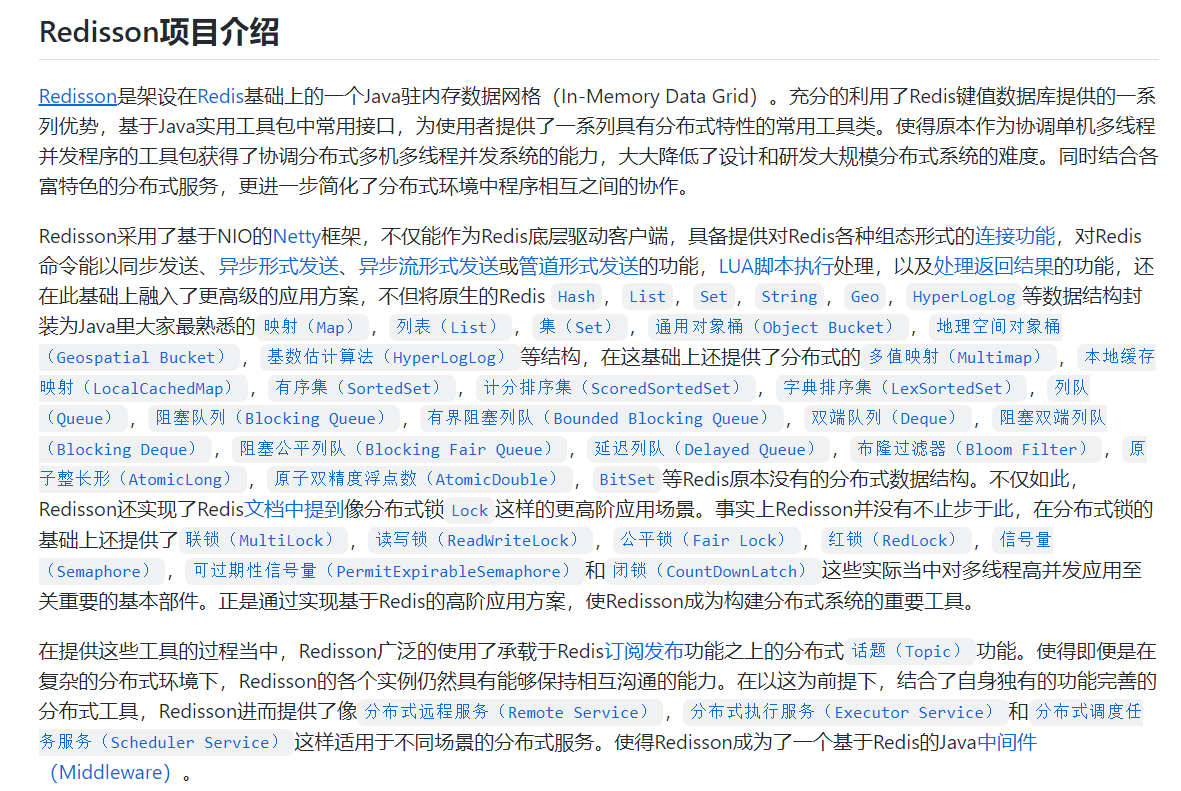 Redisson项目介绍
Redisson是架设在Redis基础上的一个Java驻内存数据网格（In-Memory Data Grid）。充分的利用了Redis键值数据库提供的一系
列优势，基于Java实用工具包中常用接口，为使用者提供了一系列具有分布式特性的常用工具类。使得原本作为协调单机多线程
并发程序的工具包获得了协调分布式多机多线程并发系统的能力，大大降低了设计和研发大规模分布式系统的难度。同时结合各
富特色的分布式服务，更进一步简化了分布式环境中程序相互之间的协作。
Redisson采用了基于NIO的Netty框架，不仅能作为Redis底层驱动客户端，具备提供对Redis各种组态形式的连接功能，对Redis
命令能以同步发送、异步形式发送、异步流形式发送或管道形式发送的功能，LUA脚本执行处理，以及处理返回结果的功能，还
在此基础上融入了更高级的应用方案，不但将原生的Redis Hash，List，Set，String，Geo，HyperLogLog等数据结构封
装为Java里大家最熟悉的映射（Map），列表（List），集（Set），通用对象桶（Object Bucket），地理空间对象桶
（Geospatial Bucket），基数估计算法（HyperLogLog）等结构，在这基础上还提供了分布式的多值映射（Multimap），本地缓存
映射（LocalCachedMap），有序集（SortedSet），计分排序集（ScoredSortedSet），字典排序集（LexSortedSet），列队
（Queue），阻塞队列（Blocking Queue），有界阻塞列队（Bounded Blocking Queue），双端队列（Deque），阻塞双端列队
（Blocking Deque），阻塞公平列队（Blocking Fair Queue），延迟列队（Delayed Queue），布隆过滤器（Bloom Filter），原
子整长形（AtomicLong），原子双精度浮点数（AtomicDouble），BitSet等Redis原本没有的分布式数据结构。不仅如此，
Redisson还实现了Redis文档中提到像分布式锁Lock这样的更高阶应用场景。事实上Redisson并没有不止步于此，在分布式锁的
基础上还提供了联锁（MultiLock），读写锁（ReadWriteLock），公平锁（Fair Lock），红锁（RedLock），信号量
（Semaphore），可过期性信号量（PermitExpirableSemaphore）和闭锁（CountDownLatch）这些实际当中对多线程高并发应用至
关重要的基本部件。正是通过实现基于Redis的高阶应用方案，使Redisson成为构建分布式系统的重要工具。
在提供这些工具的过程当中，Redisson广泛的使用了承载于Redis订阅发布功能之上的分布式话题（Topic）功能。使得即便是在
复杂的分布式环境下，Redisson的各个实例仍然具有能够保持相互沟通的能力。在以这为前提下，结合了自身独有的功能完善的
分布式工具，Redisson进而提供了像分布式远程服务（Remote Service），分布式执行服务（Executor Service）和分布式调度任
务服务（Scheduler Service）这样适用于不同场景的分布式服务。使得Redisson成为了一个基于Redis的Java中间件
（Middleware）。